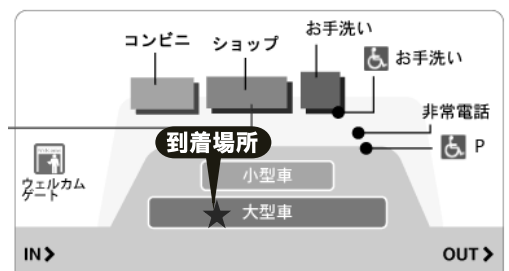 コンビニ
ショップ
お手洗い
お手洗い
非常電話
P
到着場所
小型車
大型車
ウェルカム
ゲート
IN
OUT